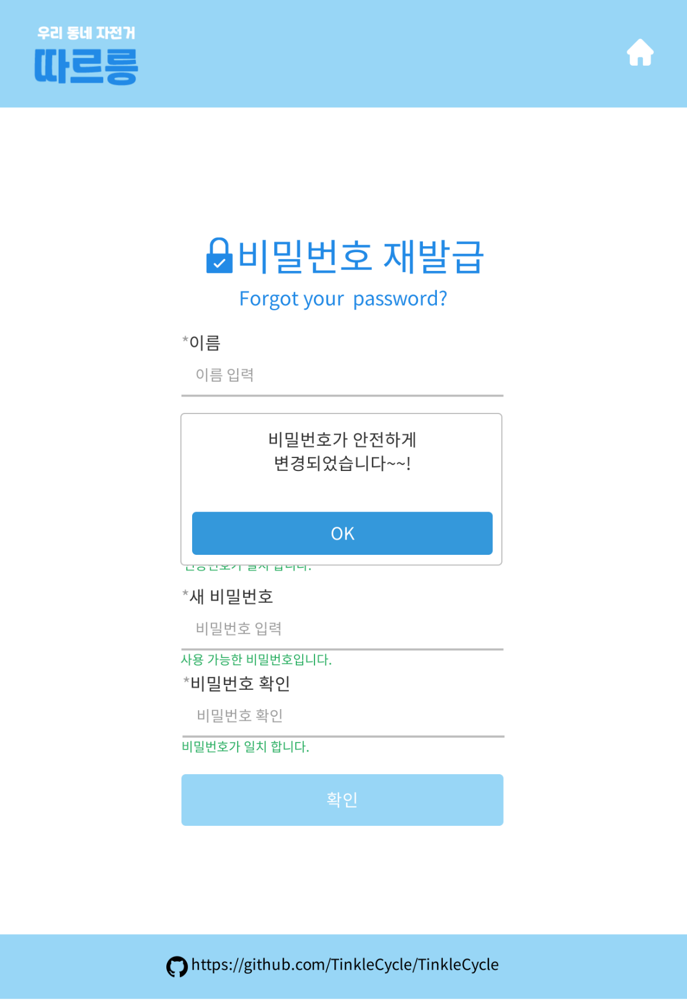 우리 동네 자전거
따르릉
비밀번호 재발급
Forgot your password?
*이름
이름 입력
비밀번호가 안전하게
변경되었습니다~~!
OK
*새 비밀번호
비밀번호 입력
사용 가능한 비밀번호입니다.
*비밀번호 확인
비밀번호 확인
비밀번호가 일치 합니다.
확인
https://github.com/TinkleCycle/TinkleCycle